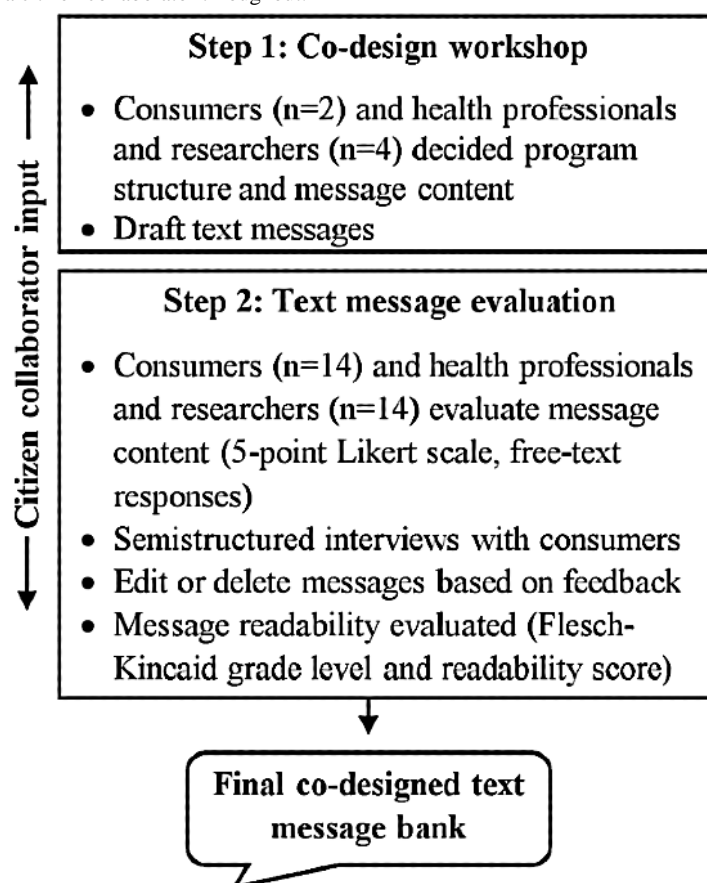 Step 1: Co-design workshop
• Consumers (n=2) and health professionals
and researchers (n=4) decided program
structure and message content
• Draft text messages
Citizen collaborator input
Step 2: Text message evaluation
• Consumers (n=14) and health professionals
and researchers (n=14) evaluate message
content (5-point Likert scale, free-text
responses)
• Semistructured interviews with consumers
• Edit or delete messages based on feedback
• Message readability evaluated (Flesch-
Kincaid grade level and readability score)
Final co-designed text
message bank